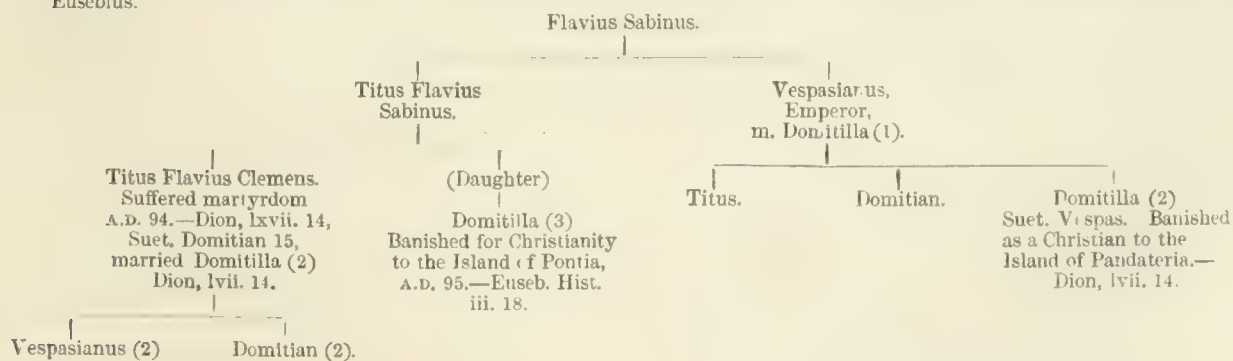 Eusebius.
Flavius Sabinus.
Titus Flavius
Sabinus.
Vespasianus,
Emperor,
m. Domitilla (1).
Titus Flavius Clemens.
Suffered martyrdom
A.D. 94.—Dion, lxvii. 14,
Suet. Domitian 15,
married Domitilla (2)
Dion, lvii. 14.
(Daughter)
Domitilla (3)
Banished for Christianity
to the Island of Pontia,
A.D. 95.—Euseb. Hist.
iii. 18.
Titus.
Domitian.
Domitilla (2)
Suet. Vespas. Banished
as a Christian to the
Island of Pandateria.—
Dion, lvii. 14.
Vespasianus (2)
Domitian (2).